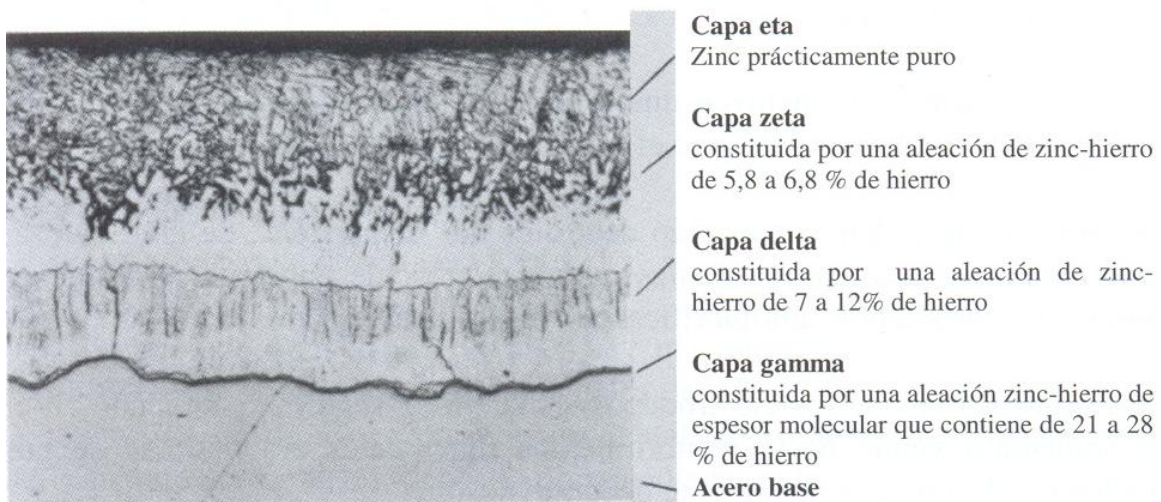 Capa eta
Zinc prácticamente puro
Capa zeta
constituida por una aleación de zinc-hierro
de 5,8 a 6,8 % de hierro
Capa delta
constituida por una aleación de zinc-
hierro de 7 a 12% de hierro
Capa gamma
constituida por una aleación zinc-hierro de
espesor molecular que contiene de 21 a 28
% de hierro
Acero base